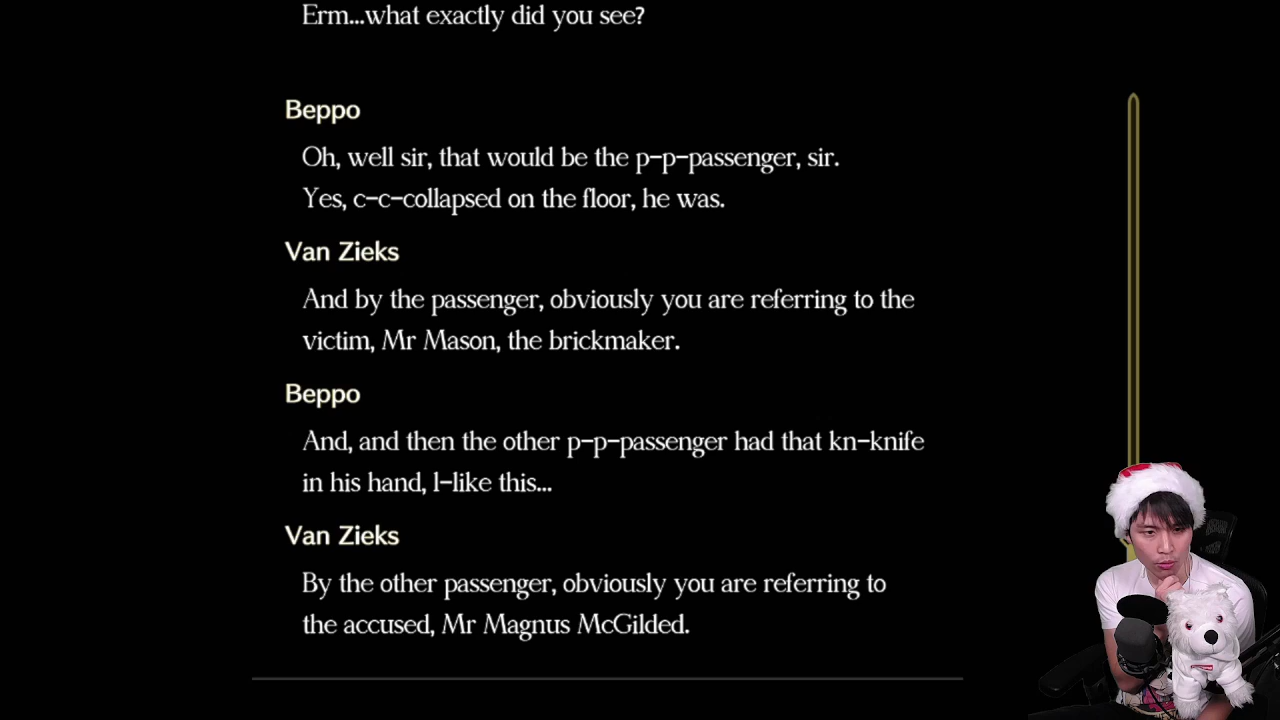 Erm...what exactly did you see?
Beppo
Oh, well sir, that would be the p-p-passenger, sir.
Yes, c-c-collapsed on the floor, he was.
Van Zieks
And by the passenger, obviously you are referring to the
victim, Mr Mason, the brickmaker.
Beppo
And, and then the other p-p-passenger had that kn-knife
in his hand, l-like this...
Van Zieks
By the other passenger, obviously you are referring to
the accused, Mr Magnus McGilded.